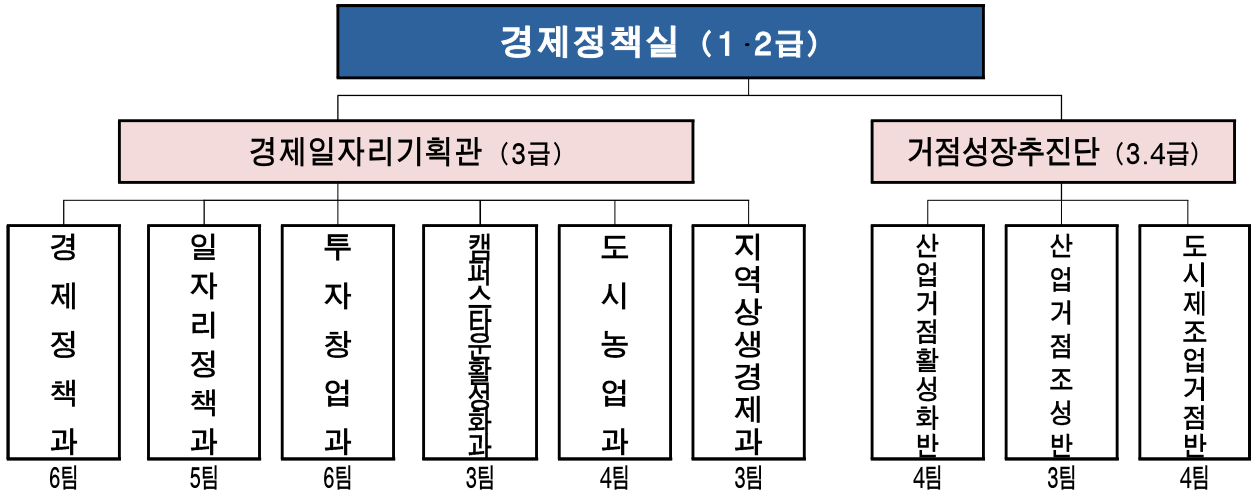 경제정책실 (1·2급)
경제일자리기획관 (3급)
거점성장추진단 (3.4급)
경제정책과
일자리정책과
투자창업과
캠퍼스타운활성화과
도시농업과
지역상생경제과
산업거점활성화반
산업거점조성반
도시제조업거점반
6팀
5팀
6팀
3팀
4팀
3팀
4팀
3팀
4팀